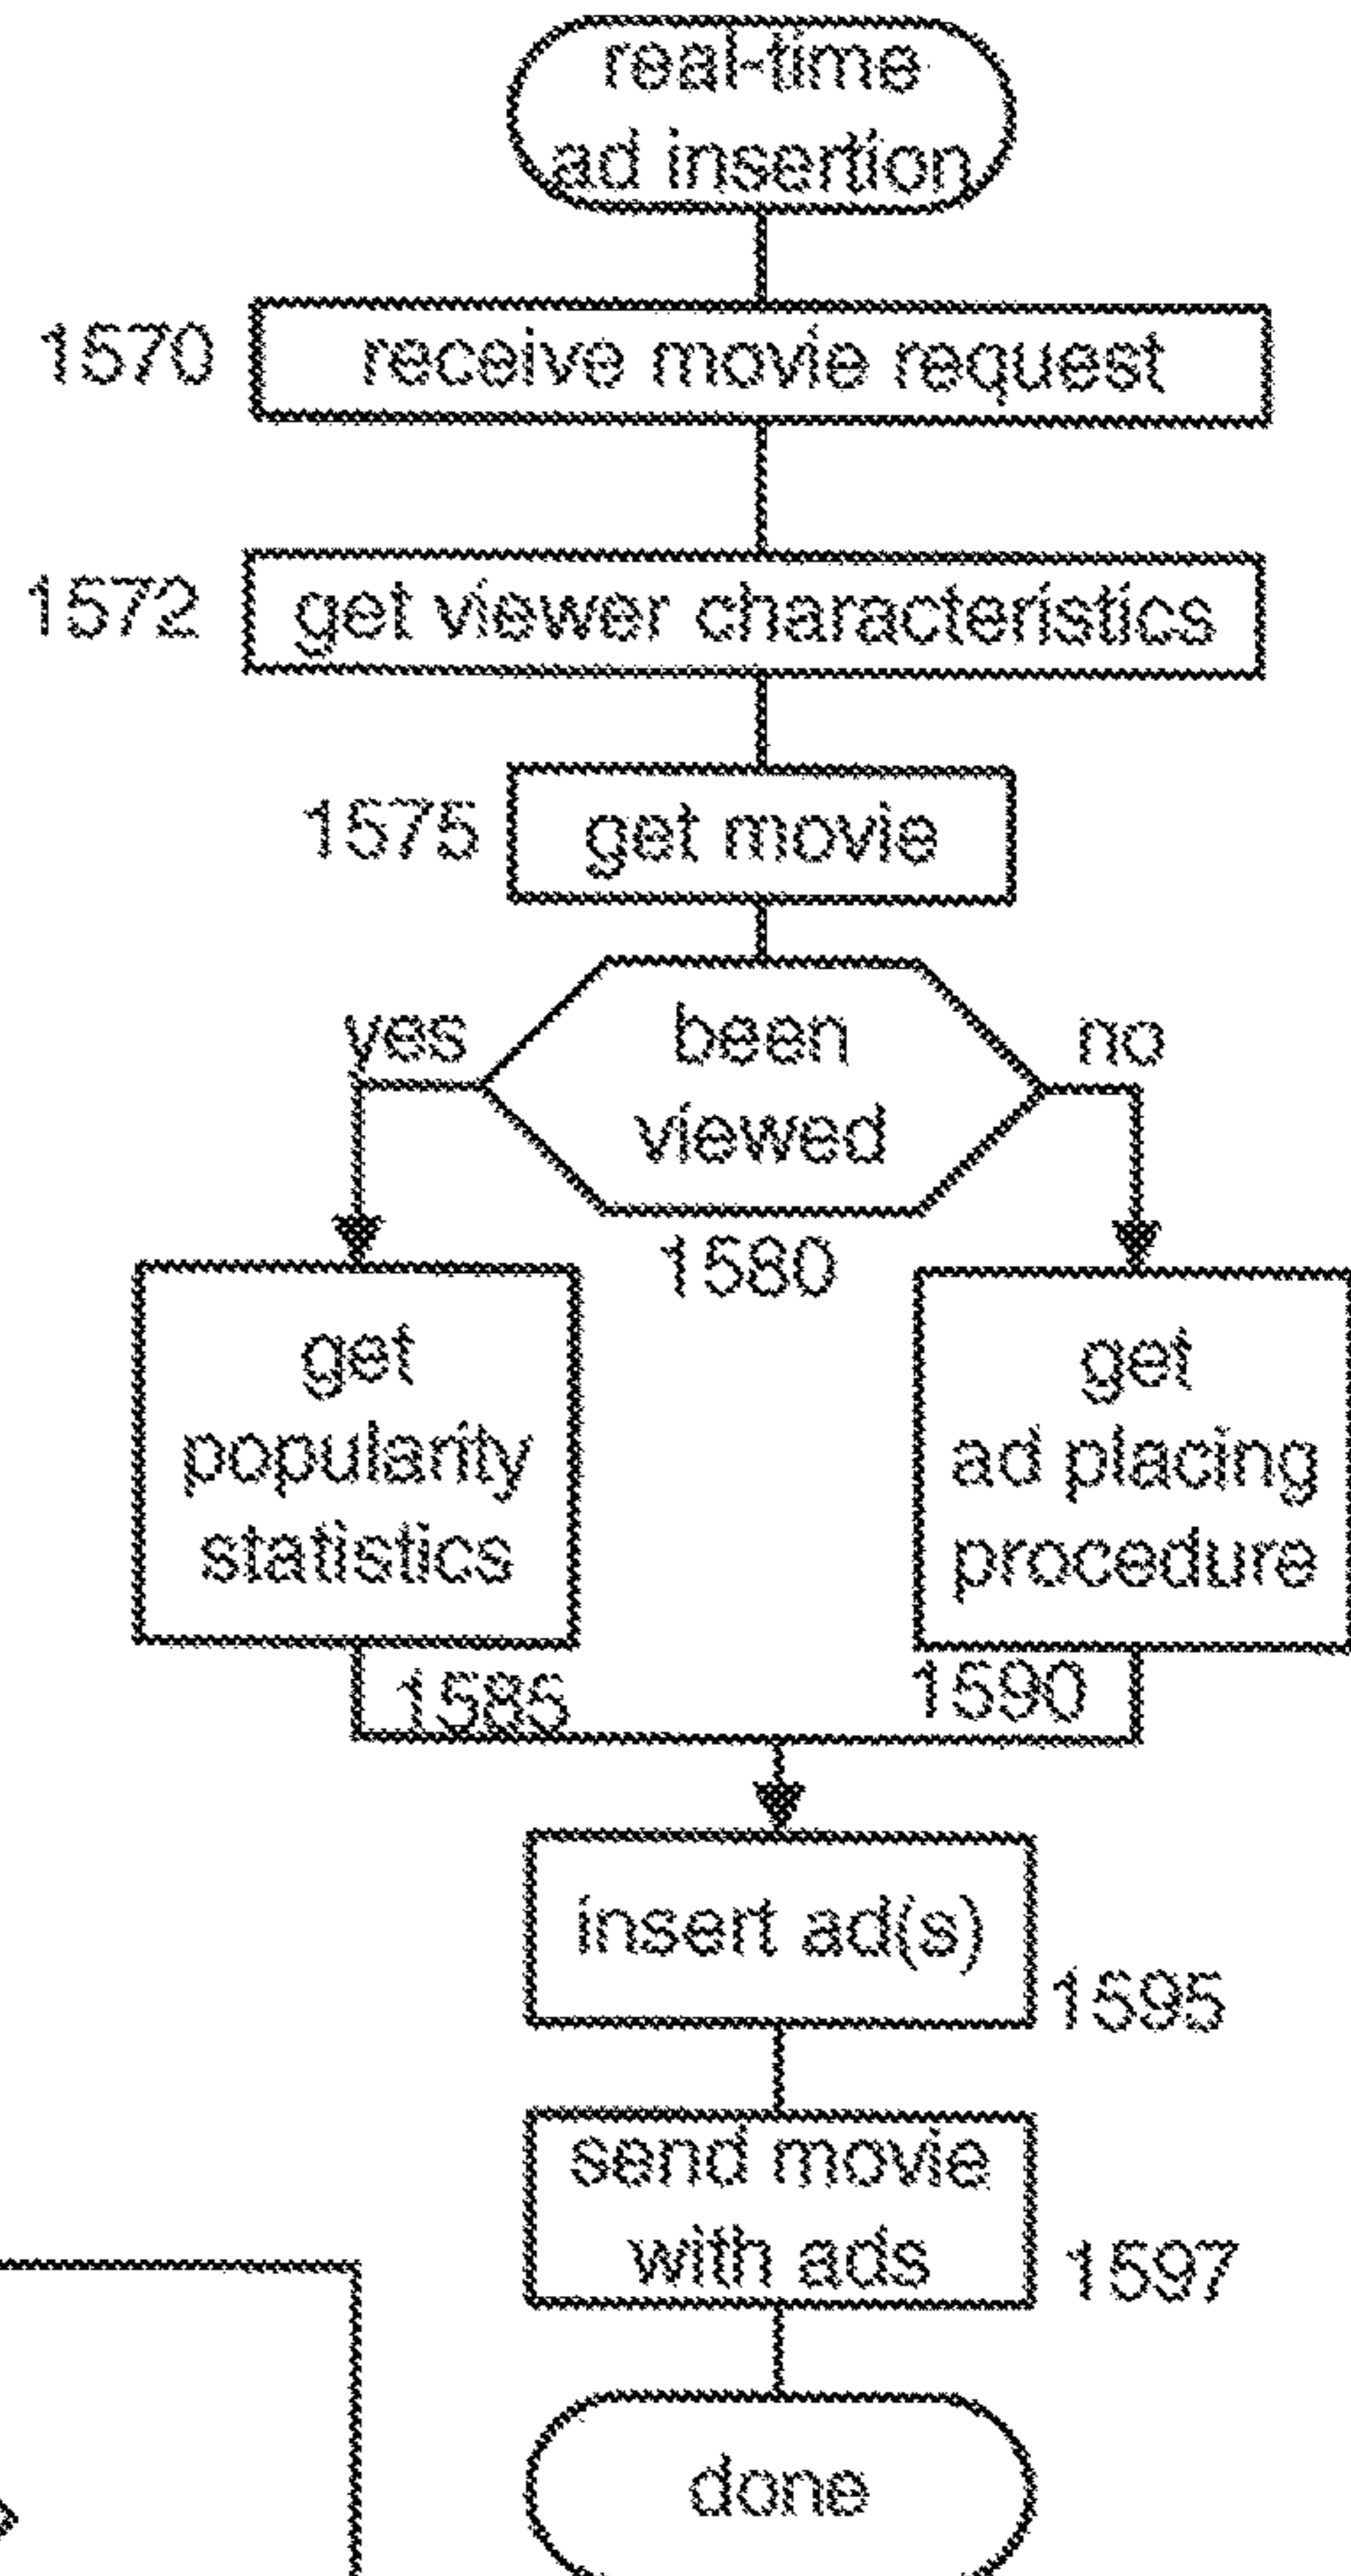 real-time
ad insertion
1570
receive movie request
1572
get viewer characteristics
1575
get movie
yes
been
viewed
no
1580
get
popularity
statistics
get
ad placing
procedure
1585
1590
insert ad(s)
1595
send movie
with ads
1597
done